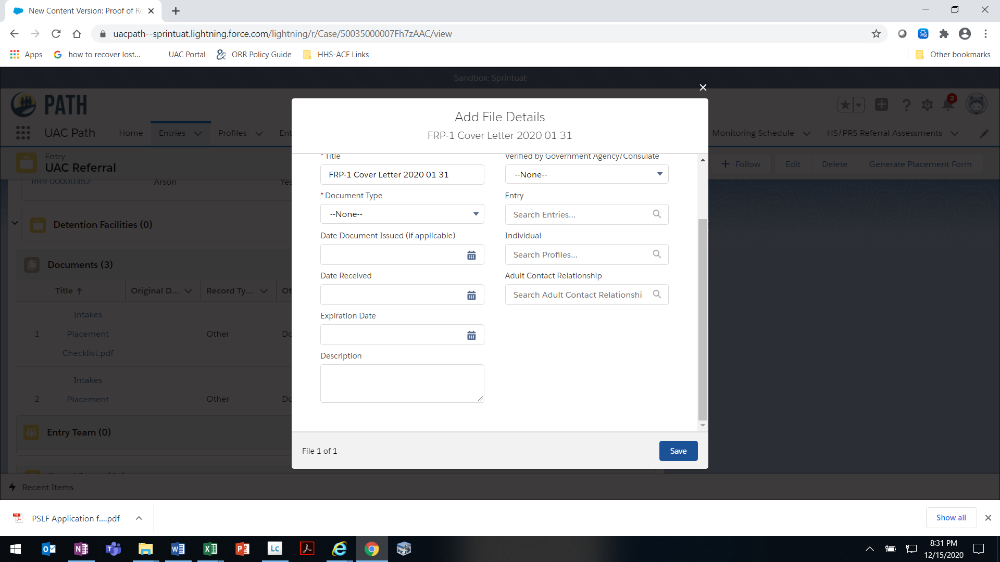 New Content Version: Proof of Re
uacpath--sprintuat.lightning.force.com/lightning/r/Case/50035000007Fh7zAAC/view
Apps
how to recover lost...
UAC Portal
ORR Policy Guide
HHS-ACF Links
Other bookmarks
Sandbox: Sprintuat
PATH
2
UAC Path
Home
Entries
Profiles
Ent
Monitoring Schedule
HS/PRS Referral Assessments
Entry
UAC Referral
+ Follow
Edit
Delete
Generate Placement Form
RRR-00000352
Arson
Yes
Detention Facilities (0)
Documents (3)
Title
Original D...
Record Ty...
Ot
1
Intakes
Placement
Checklist.pdf
Other
Do
2
Intakes
Placement
Other
Do
Entry Team (0)
Recent Items
Add File Details
FRP-1 Cover Letter 2020 01 31
* Title
FRP-1 Cover Letter 2020 01 31
* Document Type
--None--
Date Document Issued (if applicable)
Date Received
Expiration Date
Description
Verified by Government Agency/Consulate
--None--
Entry
Search Entries...
Individual
Search Profiles...
Adult Contact Relationship
Search Adult Contact Relationshi
File 1 of 1
Save
PSLF Application f....pdf
Show all
Lc
PKZIP
8:31 PM
12/15/2020